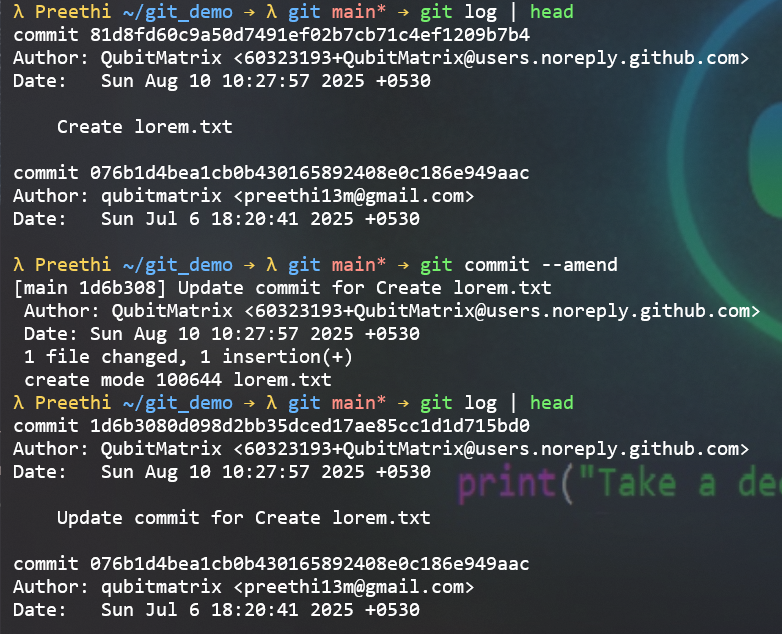 λ Preethi ~/git_demo → λ git main* → git log | head
commit 81d8fd60c9a50d7491ef02b7cb71c4ef1209b7b4
Author: QubitMatrix <60323193+QubitMatrix@users.noreply.github.com>
Date:   Sun Aug 10 10:27:57 2025 +0530
    Create lorem.txt
commit 076b1d4bea1cb0b430165892408e0c186e949aac
Author: qubitmatrix <preethi13m@gmail.com>
Date:   Sun Jul 6 18:20:41 2025 +0530
λ Preethi ~/git_demo → λ git main* → git commit --amend
[main 1d6b308] Update commit for Create lorem.txt
 Author: QubitMatrix <60323193+QubitMatrix@users.noreply.github.com>
 Date: Sun Aug 10 10:27:57 2025 +0530
 1 file changed, 1 insertion(+)
 create mode 100644 lorem.txt
λ Preethi ~/git_demo → λ git main* → git log | head
commit 1d6b3080d098d2bb35dced17ae85cc1d1d715bd0
Author: QubitMatrix <60323193+QubitMatrix@users.noreply.github.com>
Date:   Sun Aug 10 10:27:57 2025 +0530
print("Take a de
    Update commit for Create lorem.txt
commit 076b1d4bea1cb0b430165892408e0c186e949aac
Author: qubitmatrix <preethi13m@gmail.com>
Date:   Sun Jul 6 18:20:41 2025 +0530